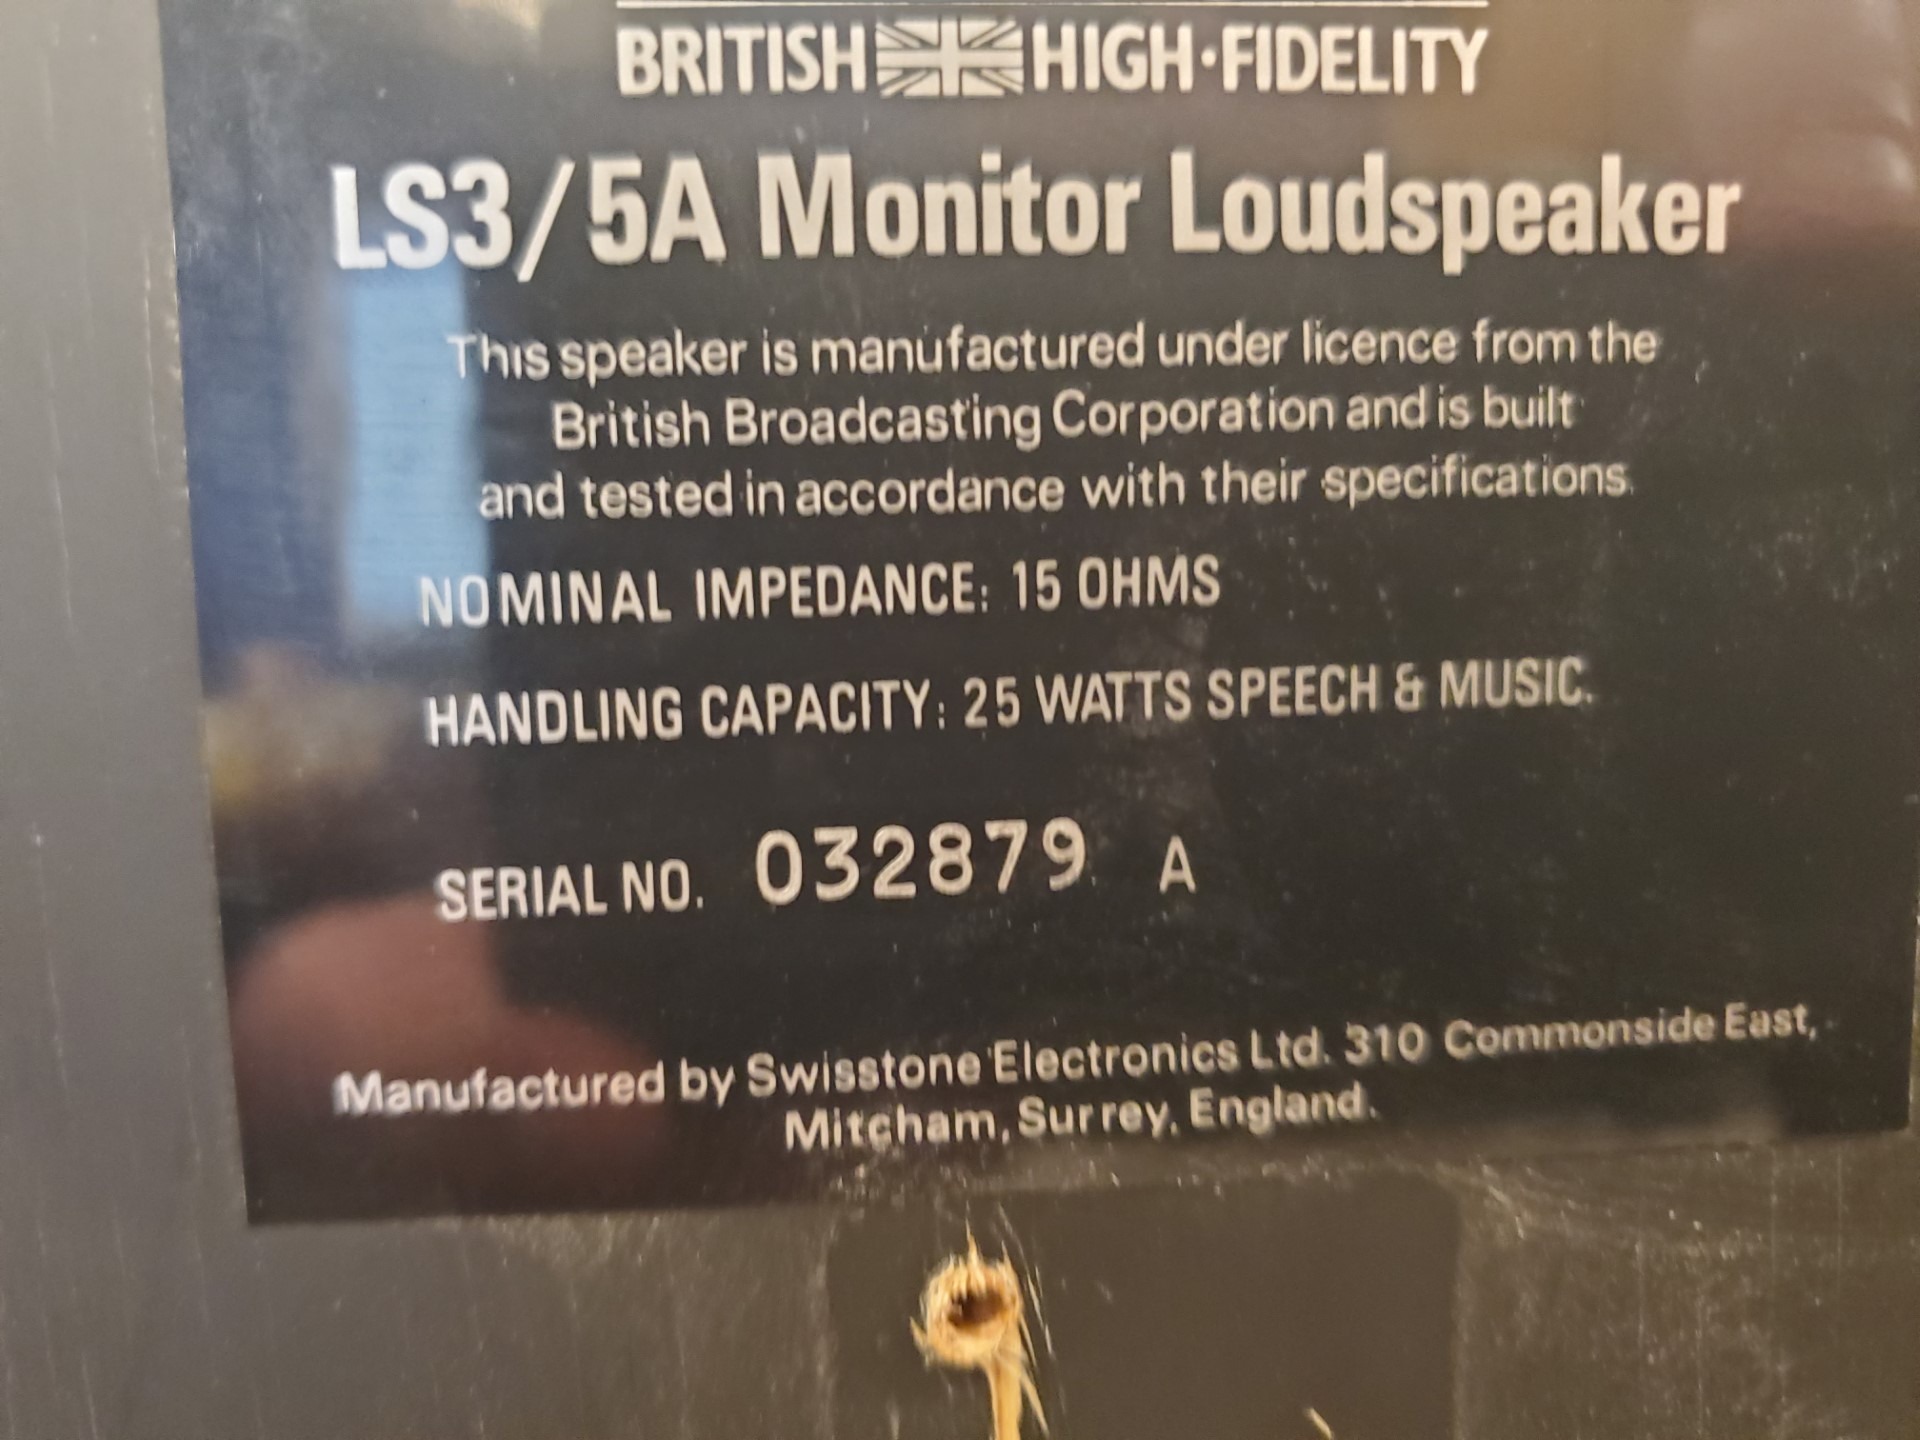 BRITISH HIGH·FIDELITY
LS3/5A Monitor Loudspeaker
This speaker is manufactured under licence from the
British Broadcasting Corporation and is built
and tested in accordance with their specifications.
NOMINAL IMPEDANCE: 15 OHMS
HANDLING CAPACITY: 25 WATTS SPEECH & MUSIC.
SERIAL NO. 032879 A
Manufactured by Swisstone Electronics Ltd. 310 Commonside East,
Mitcham, Surrey, England.